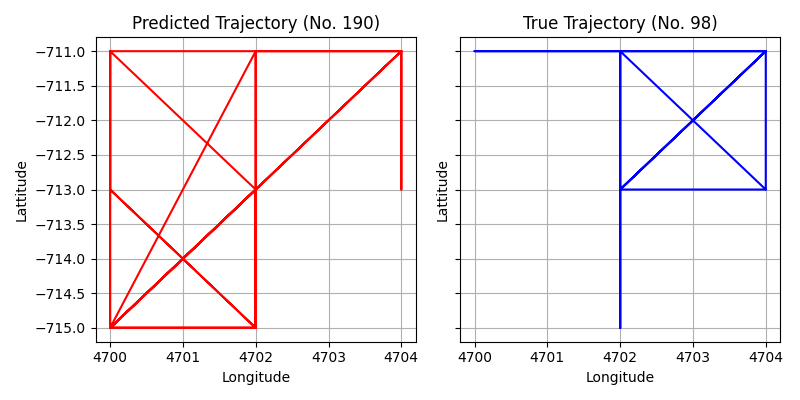 Predicted Trajectory (No. 190)
True Trajectory (No. 98)
Lattitude
−711.0
−711.5
−712.0
−712.5
−713.0
−713.5
−714.0
−714.5
−715.0
4700 4701 4702 4703 4704
Longitude
Lattitude
4700 4701 4702 4703 4704
Longitude